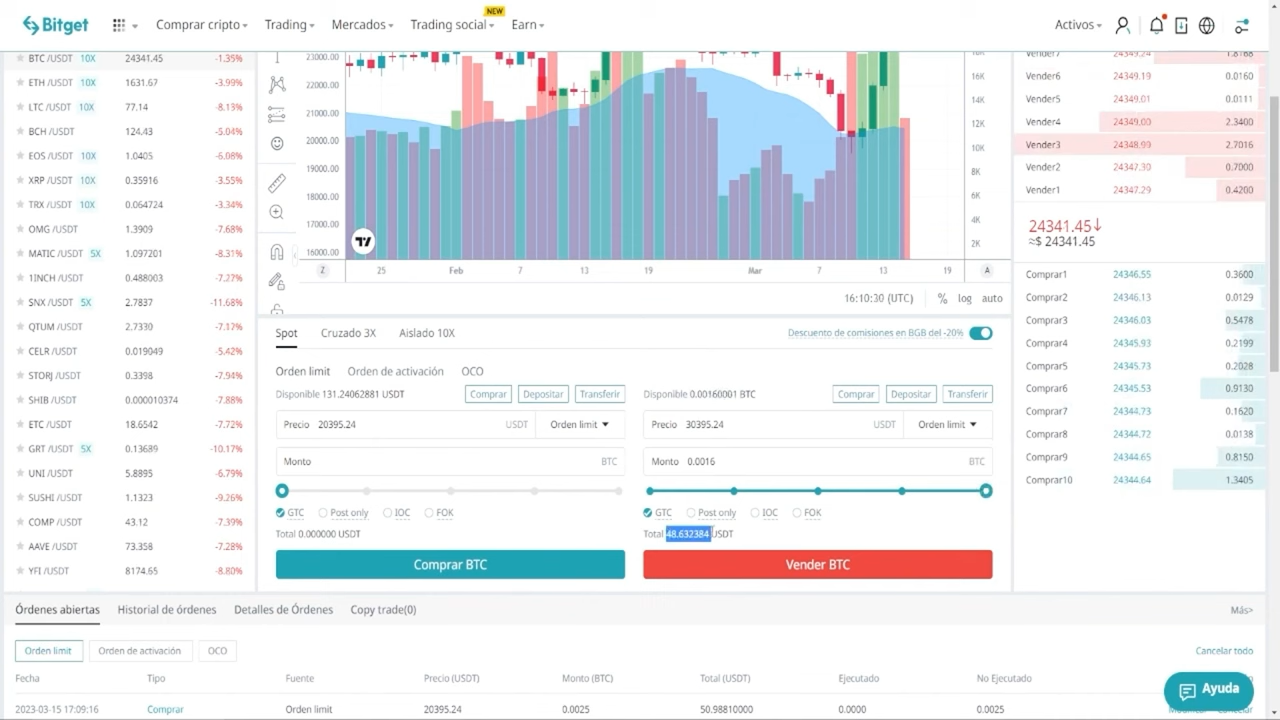 Bitget
Comprar cripto
Trading
Mercados
Trading social
NEW
Earn
Activos
BTC /USDT 10X 24341.45 -1.35%
ETH /USDT 10X 1631.67 -3.99%
LTC /USDT 10X 77.14 -8.13%
BCH /USDT 124.43 -5.04%
EOS /USDT 10X 1.0405 -6.08%
XRP /USDT 10X 0.35916 -3.55%
TRX /USDT 10X 0.064724 -3.34%
OMG /USDT 1.3909 -7.68%
MATIC /USDT 5X 1.097201 -8.31%
1INCH /USDT 0.488003 -7.27%
SNX /USDT 5X 2.7837 -11.68%
QTUM /USDT 2.7330 -7.17%
CELR /USDT 0.019049 -5.42%
STORJ /USDT 0.3398 -7.94%
SHIB /USDT 0.000010374 -7.88%
ETC /USDT 18.6542 -7.72%
GRT /USDT 5X 0.13689 -10.17%
UNI /USDT 5.8895 -6.79%
SUSHI /USDT 1.1323 -9.26%
COMP /USDT 43.12 -7.39%
AAVE /USDT 73.358 -7.28%
YFI /USDT 8174.65 -8.80%
23000.00
22000.00
21000.00
20000.00
19000.00
18000.00
17000.00
16000.00
16K
14K
12K
10K
8K
6K
4K
2K
Z 25 Feb 7 13 19 Mar 7 13 19 A
16:10:30 (UTC) % log auto
Vender6 24349.19 0.0160
Vender5 24349.01 0.0111
Vender4 24349.00 2.3400
Vender3 24348.99 2.7016
Vender2 24347.30 0.7000
Vender1 24347.29 0.4200
24341.45↓
≈$ 24341.45
Comprar1 24346.55 0.3600
Comprar2 24346.13 0.0129
Comprar3 24346.03 0.5478
Comprar4 24345.93 0.2199
Comprar5 24345.73 0.2028
Comprar6 24345.53 0.9130
Comprar7 24344.73 0.1620
Comprar8 24344.72 0.0138
Comprar9 24344.65 0.8150
Comprar10 24344.64 1.3405
Spot Cruzado 3X Aislado 10X
Descuento de comisiones en BGB del -20%
Orden limit Orden de activación OCO
Disponible 131.24062881 USDT Comprar Depositar Transferir
Precio 20395.24 USDT Orden limit
Monto BTC
GTC Post only IOC FOK
Total 0.000000 USDT
Comprar BTC
Disponible 0.00160001 BTC Comprar Depositar Transferir
Precio 30395.24 USDT Orden limit
Monto 0.0016 BTC
GTC Post only IOC FOK
Total 48.632384 USDT
Vender BTC
Órdenes abiertas Historial de órdenes Detalles de Órdenes Copy trade(0) Más>
Orden limit Orden de activación OCO Cancelar todo
Fecha Tipo Fuente Precio (USDT) Monto (BTC) Total (USDT) Ejecutado No Ejecutado
2023-03-15 17:09:16 Comprar Orden limit 20395.24 0.0025 50.98810000 0.0000 0.0025
Ayuda